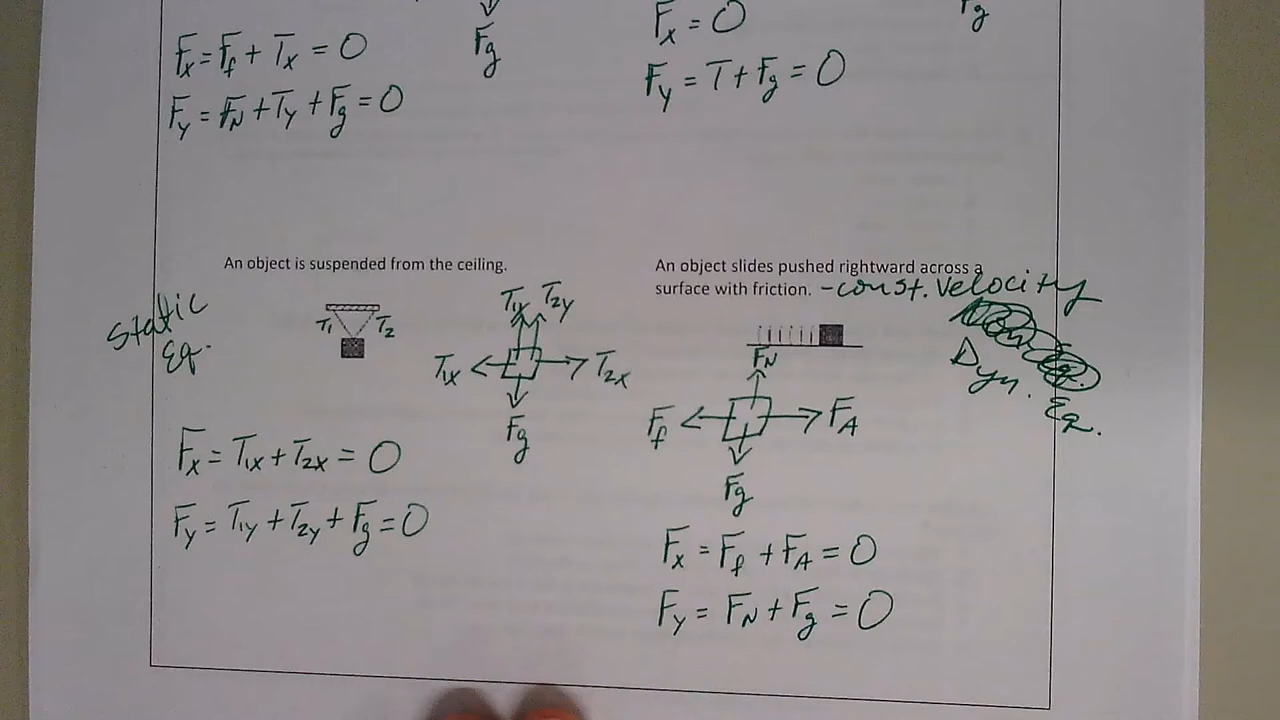 Fg
Fg
Fx = Ff + Tx = 0
Fy = FN + Ty + Fg = 0
Fx = 0
Fy = T + Fg = 0
An object is suspended from the ceiling.
Static
Eq.
T1 T2
T1y T2y
T1x T2x
Fg
Fx = T1x + T2x = 0
Fy = T1y + T2y + Fg = 0
An object slides pushed rightward across a
surface with friction. - const. velocity
Dyn. Eq.
FN
Ff FA
Fg
Fx = Ff + FA = 0
Fy = FN + Fg = 0